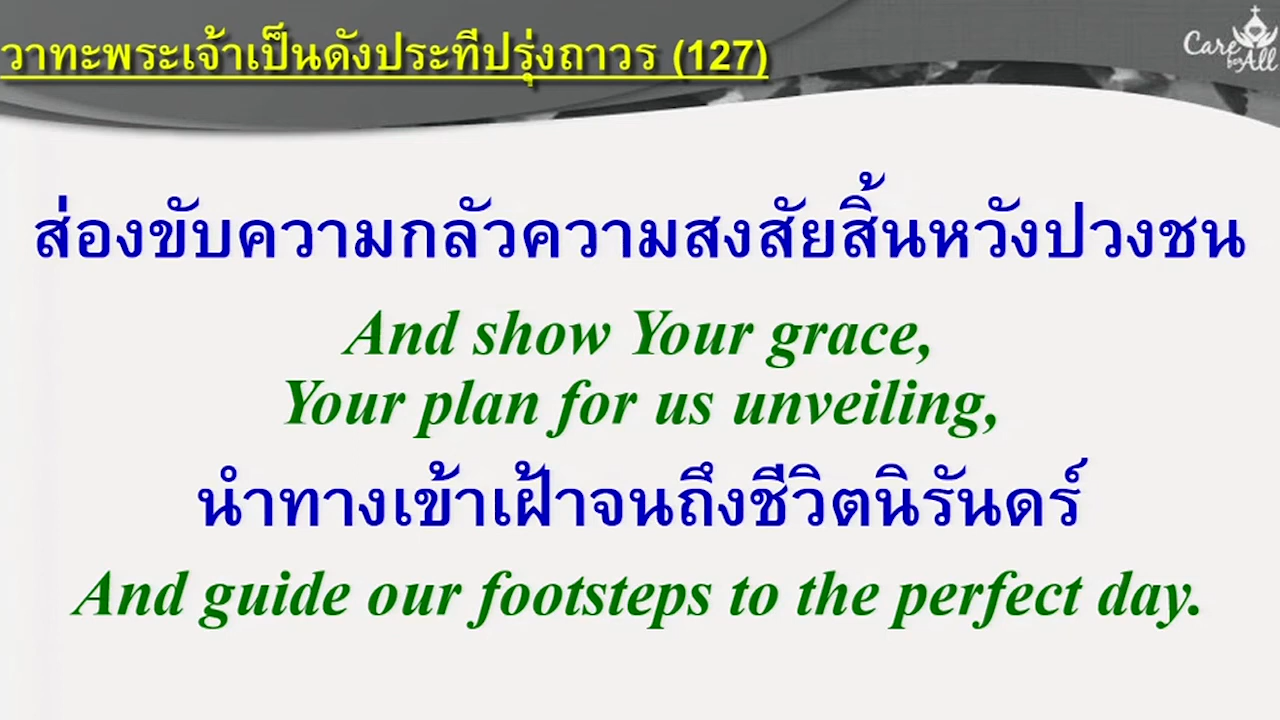 วาทะพระเจ้าเป็นดังประทีปรุ่งถาวร (127)
Care
for All
ส่องขับความกลัวความสงสัยสิ้นหวังปวงชน
And show Your grace,
Your plan for us unveiling,
นำทางเข้าเฝ้าจนถึงชีวิตนิรันดร์
And guide our footsteps to the perfect day.